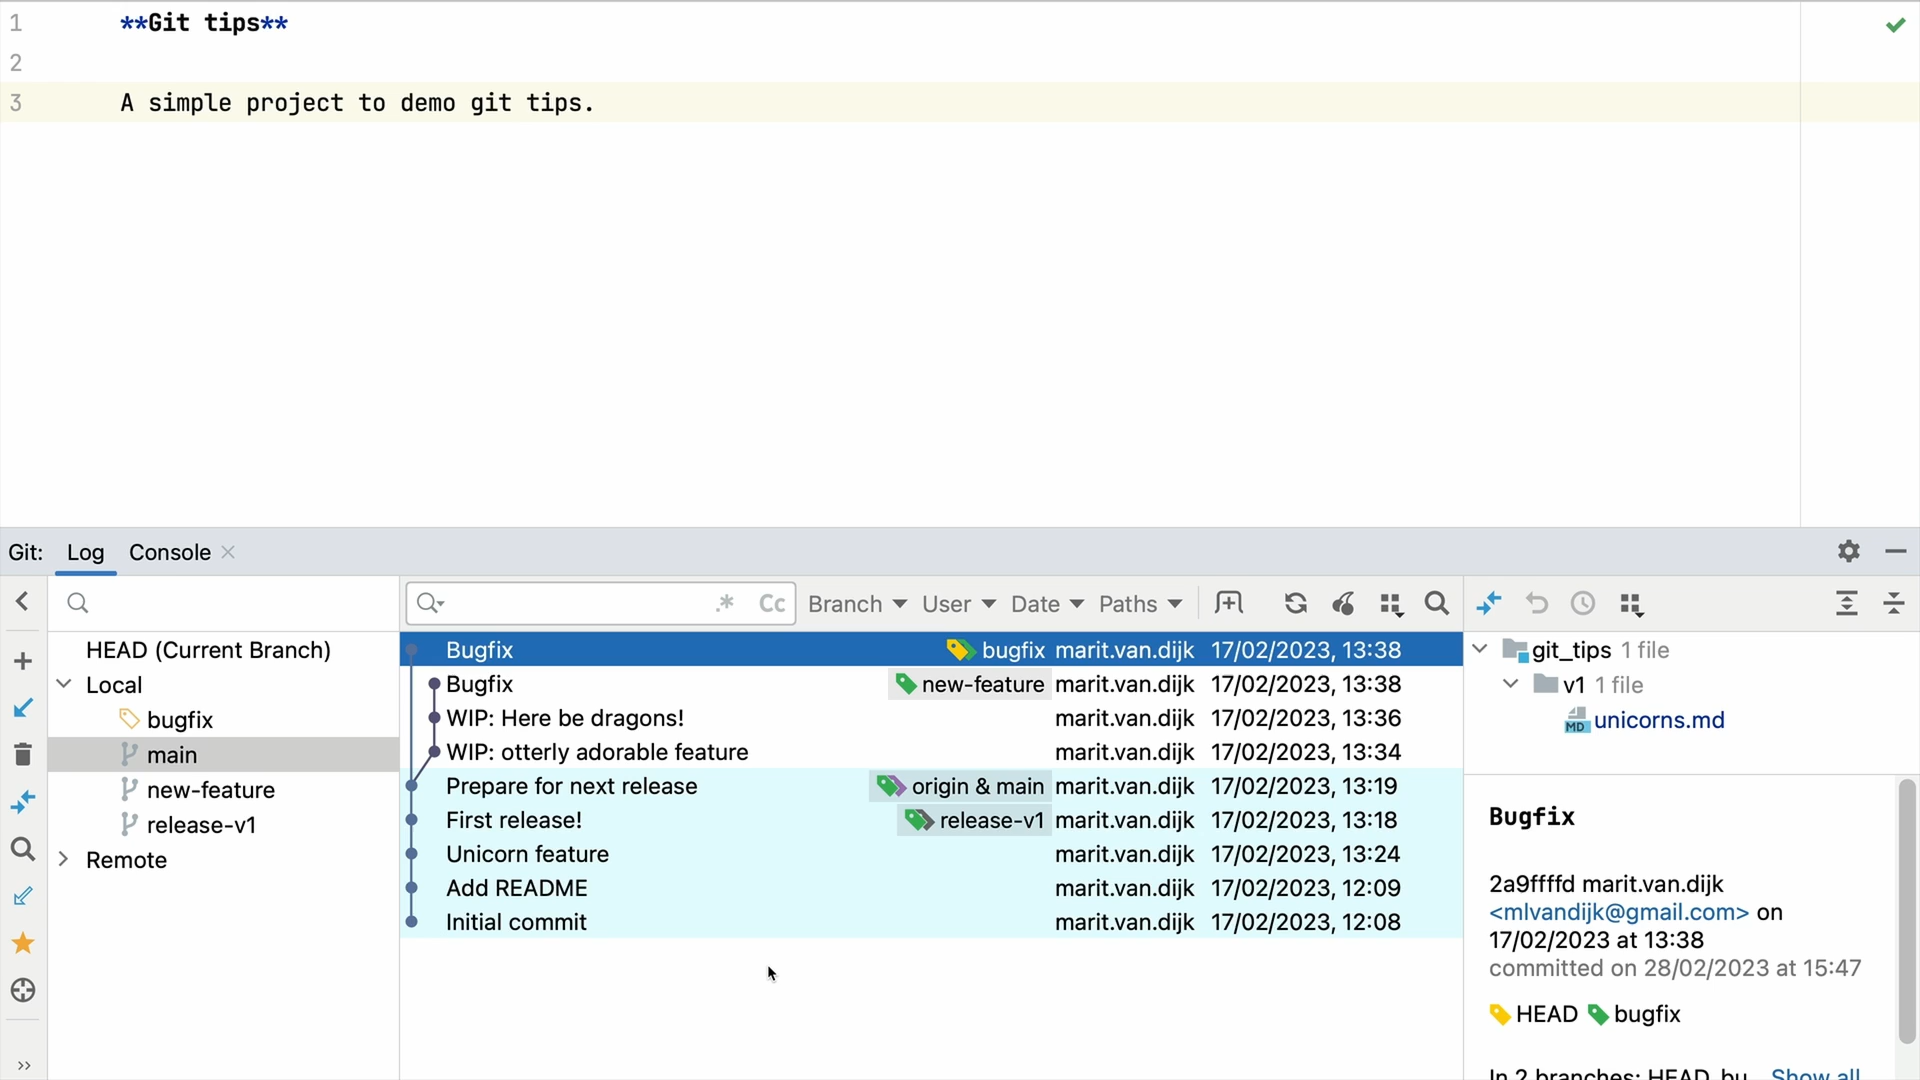 1 **Git tips**
2
3 A simple project to demo git tips.
Git: Log Console
.* Cc Branch User Date Paths
HEAD (Current Branch)
Local
bugfix
main
new-feature
release-v1
Remote
Bugfix bugfix marit.van.dijk 17/02/2023, 13:38
Bugfix new-feature marit.van.dijk 17/02/2023, 13:38
WIP: Here be dragons! marit.van.dijk 17/02/2023, 13:36
WIP: otterly adorable feature marit.van.dijk 17/02/2023, 13:34
Prepare for next release origin & main marit.van.dijk 17/02/2023, 13:19
First release! release-v1 marit.van.dijk 17/02/2023, 13:18
Unicorn feature marit.van.dijk 17/02/2023, 13:24
Add README marit.van.dijk 17/02/2023, 12:09
Initial commit marit.van.dijk 17/02/2023, 12:08
git_tips 1 file
v1 1 file
MD unicorns.md
Bugfix
2a9ffffd marit.van.dijk
<mlvandijk@gmail.com> on
17/02/2023 at 13:38
committed on 28/02/2023 at 15:47
HEAD bugfix
In 2 branches: HEAD, bu... Show all